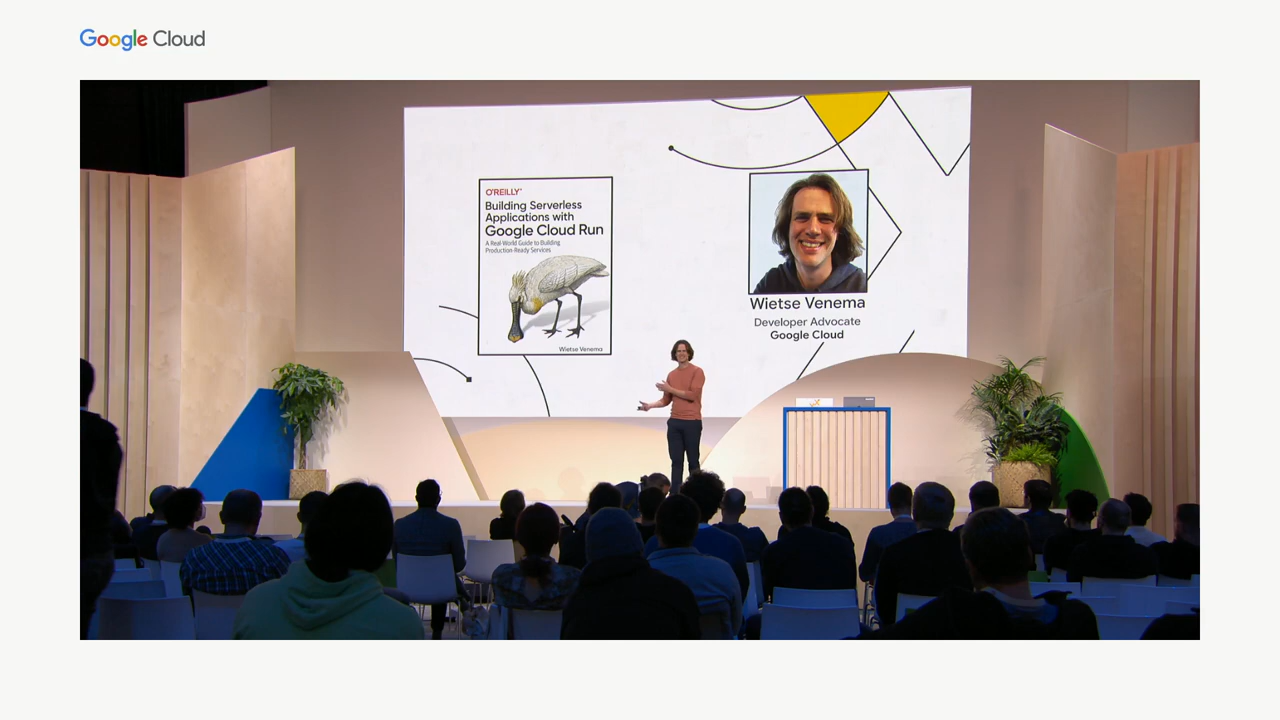 Google Cloud
O'REILLY
Building Serverless
Applications with
Google Cloud Run
A Real-World Guide to Building
Production-Ready Services
Wietse Venema
Wietse Venema
Developer Advocate
Google Cloud